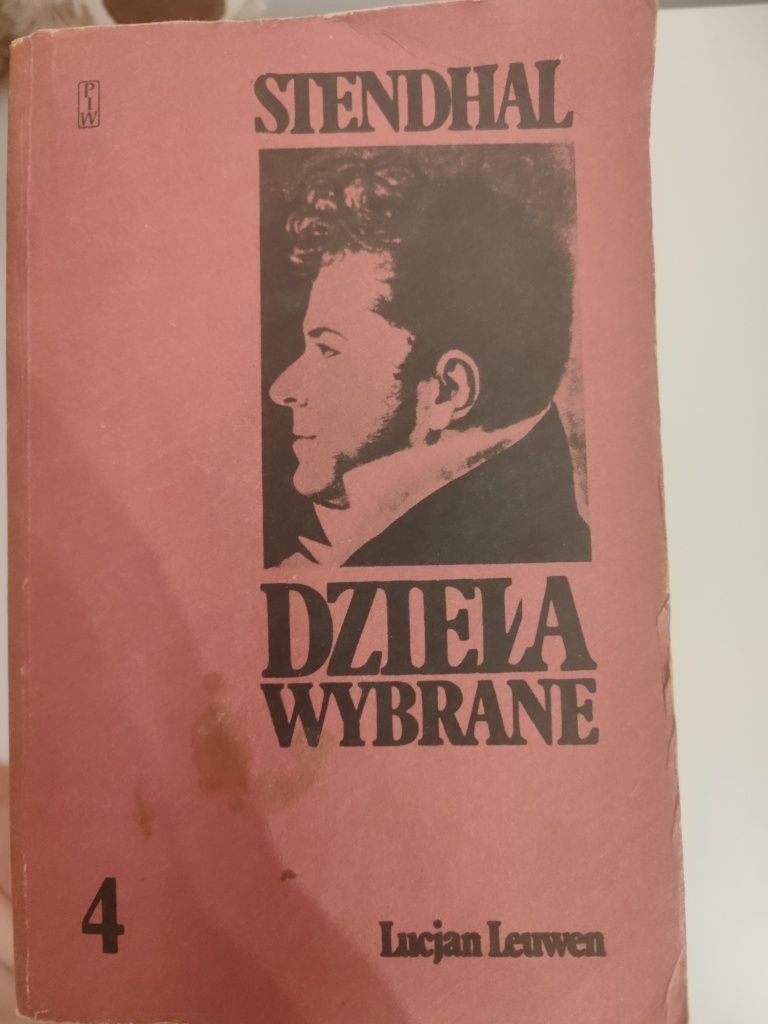 PIW
STENDHAL
DZIEŁA
WYBRANE
4
Lucjan Leuwen